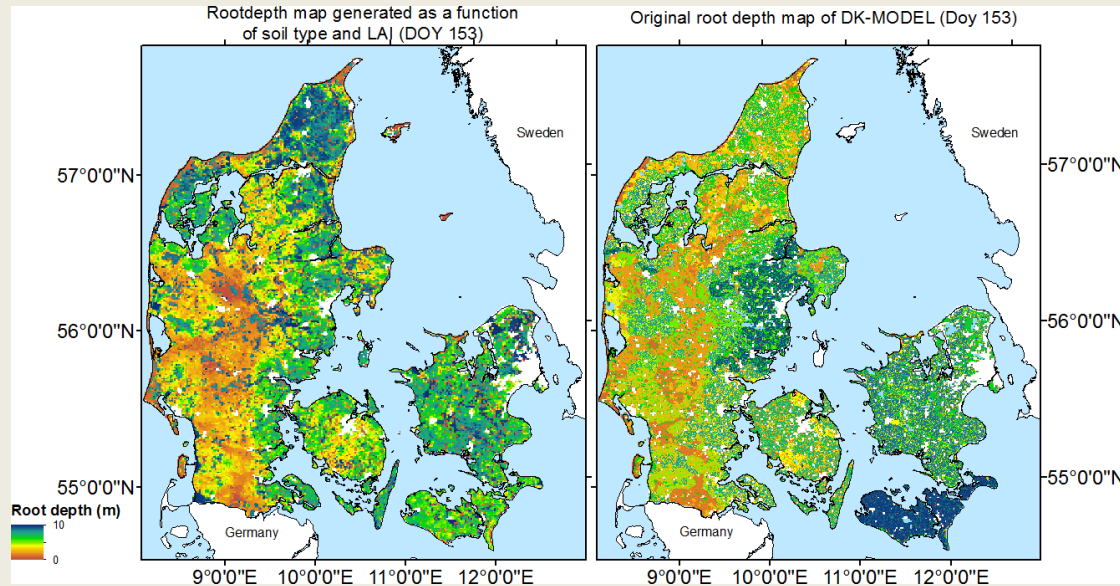 Rootdepth map generated as a function
of soil type and LAI (DOY 153)
Original root depth map of DK-MODEL (Doy 153)
Sweden
Sweden
57°0'0"N
57°0'0"N
56°0'0"N
56°0'0"N
55°0'0"N
55°0'0"N
Root depth (m)
10
0
Germany
Germany
9°0'0"E
10°0'0"E
11°0'0"E
12°0'0"E
9°0'0"E
10°0'0"E
11°0'0"E
12°0'0"E